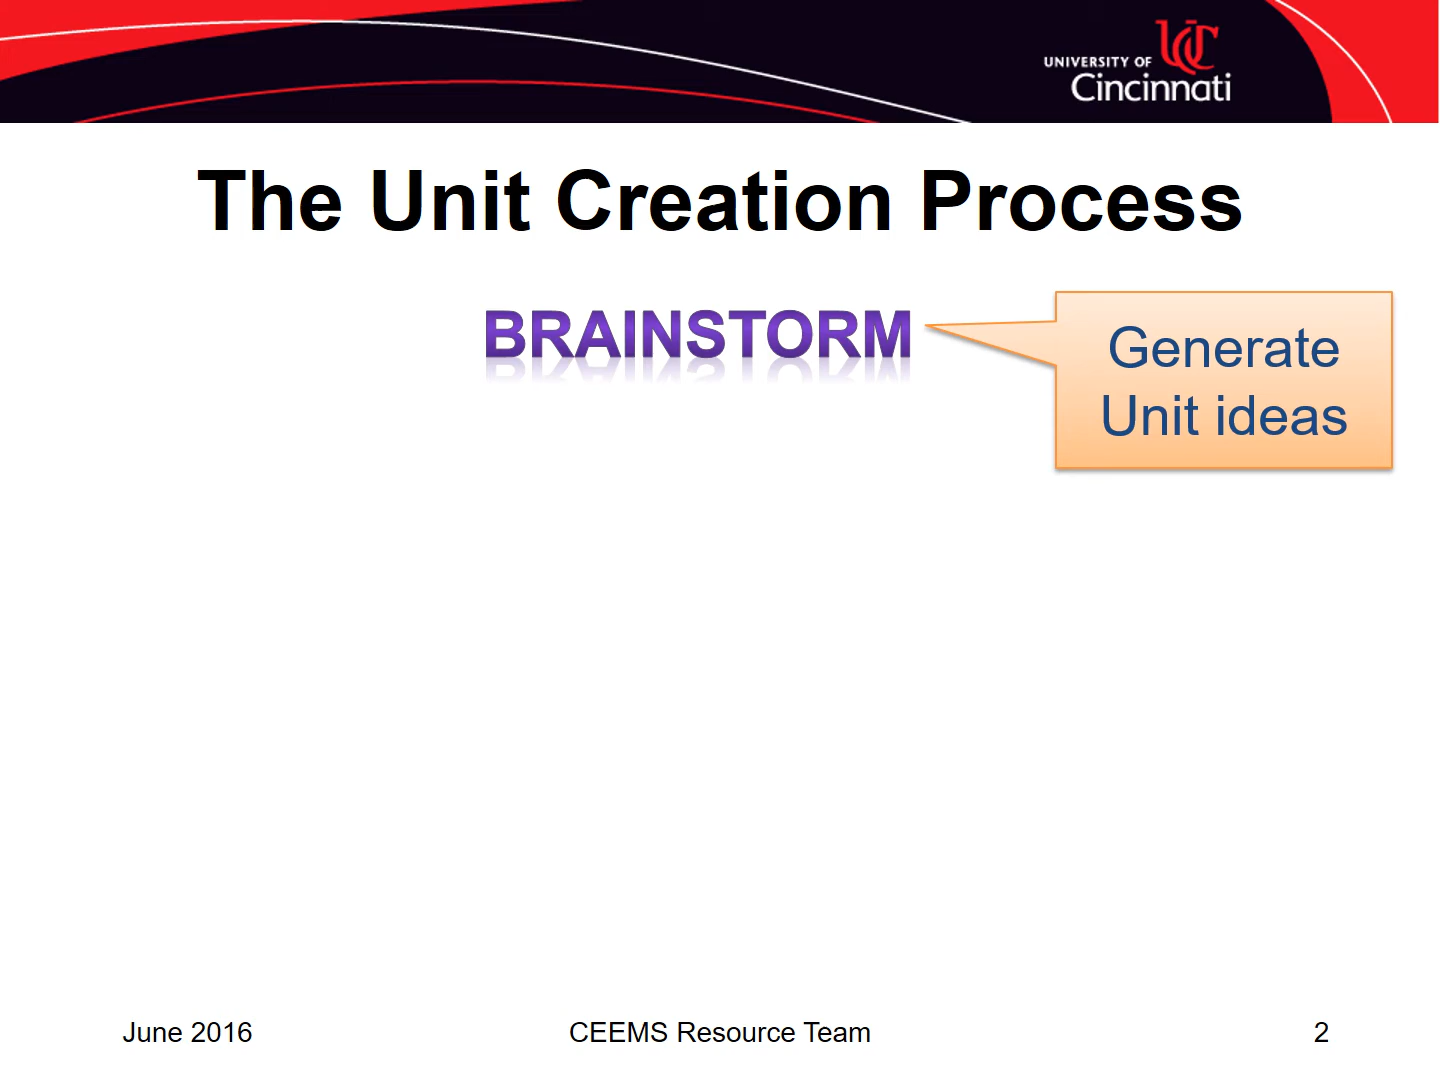 UNIVERSITY OF
Cincinnati
The Unit Creation Process
BRAINSTORM
Generate
Unit ideas
June 2016
CEEMS Resource Team
2